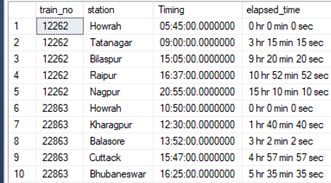 train_no station Timing elapsed_time
1 12262 Howrah 05:45:00.0000000 0 hr 0 min 0 sec
2 12262 Tatanagar 09:00:00.0000000 3 hr 15 min 15 sec
3 12262 Bilaspur 15:05:00.0000000 9 hr 20 min 20 sec
4 12262 Raipur 16:37:00.0000000 10 hr 52 min 52 sec
5 12262 Nagpur 20:55:00.0000000 15 hr 10 min 10 sec
6 22863 Howrah 10:50:00.0000000 0 hr 0 min 0 sec
7 22863 Kharagpur 12:30:00.0000000 1 hr 40 min 40 sec
8 22863 Balasore 13:52:00.0000000 3 hr 2 min 2 sec
9 22863 Cuttack 15:47:00.0000000 4 hr 57 min 57 sec
10 22863 Bhubaneswar 16:25:00.0000000 5 hr 35 min 35 sec